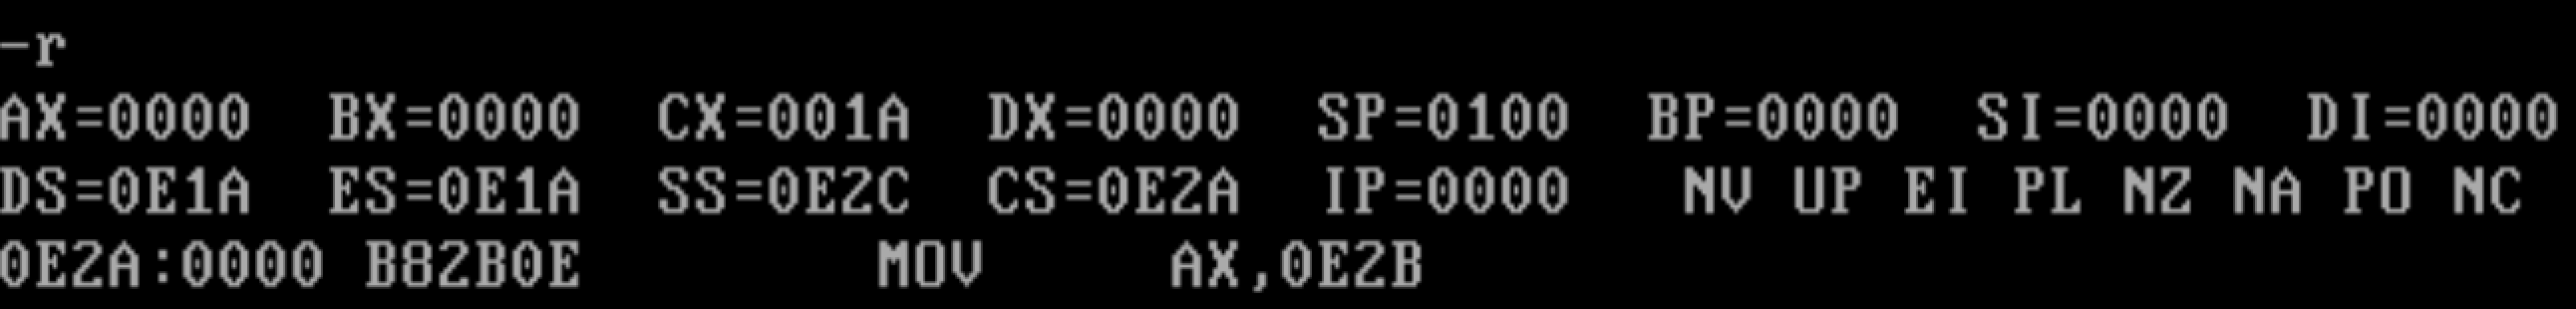 -r
AX=0000  BX=0000  CX=001A  DX=0000  SP=0100  BP=0000  SI=0000  DI=0000
DS=0E1A  ES=0E1A  SS=0E2C  CS=0E2A  IP=0000   NV UP EI PL NZ NA PO NC
0E2A:0000 B82B0E        MOV     AX,0E2B